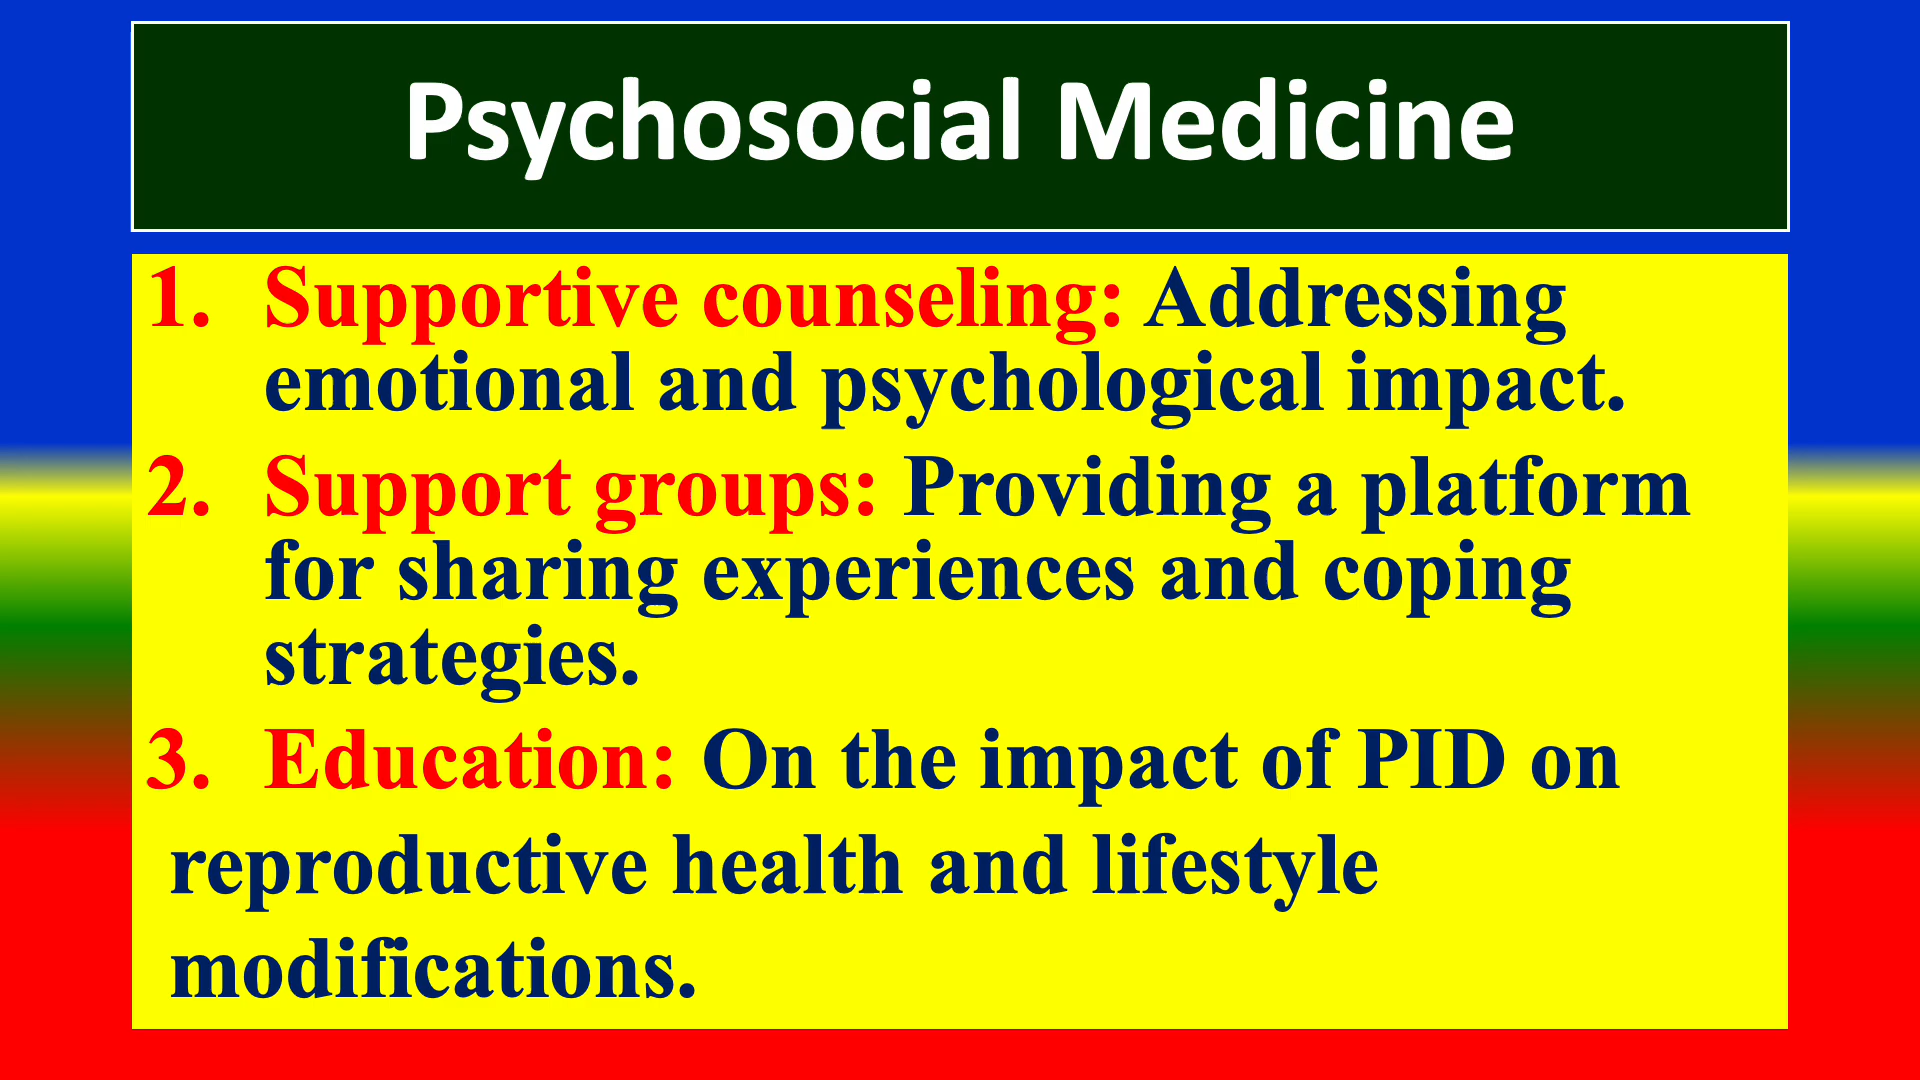 Psychosocial Medicine
1. Supportive counseling: Addressing
emotional and psychological impact.
2. Support groups: Providing a platform
for sharing experiences and coping
strategies.
3. Education: On the impact of PID on
reproductive health and lifestyle
modifications.